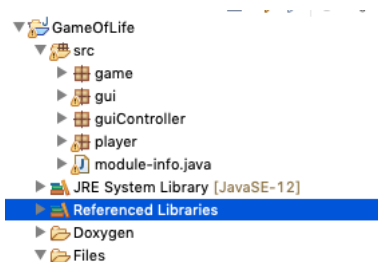 GameOfLife
src
game
gui
guiController
player
module-info.java
JRE System Library [JavaSE-12]
Referenced Libraries
Doxygen
Files